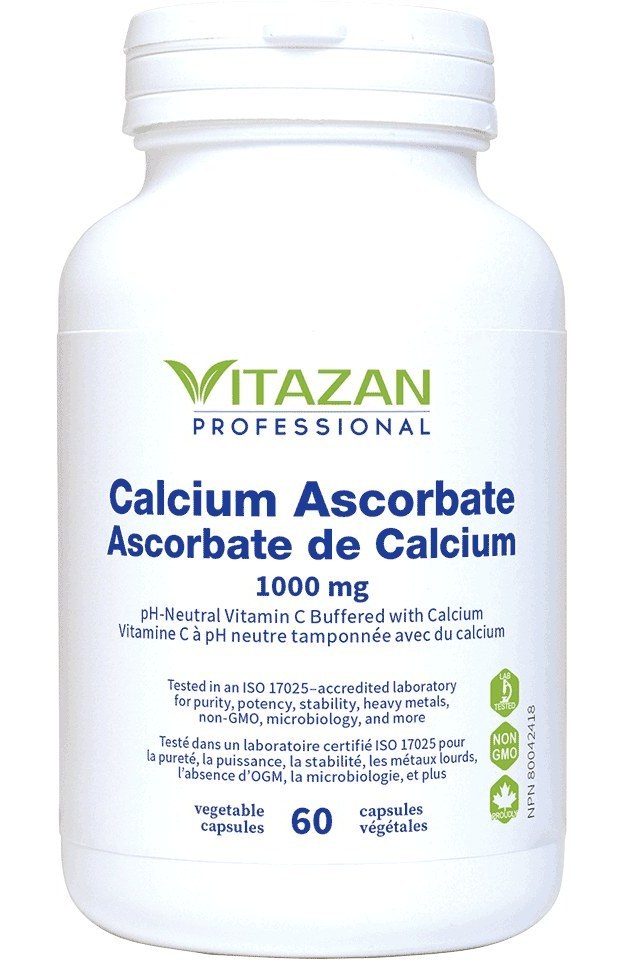 VITAZAN
PROFESSIONAL
Calcium Ascorbate
Ascorbate de Calcium
1000 mg
pH-Neutral Vitamin C Buffered with Calcium
Vitamine C à pH neutre tamponnée avec du calcium
Tested in an ISO 17025–accredited laboratory
for purity, potency, stability, heavy metals,
non-GMO, microbiology, and more
Testé dans un laboratoire certifié ISO 17025 pour
la pureté, la puissance, la stabilité, les métaux lourds,
l'absence d'OGM, la microbiologie, et plus
vegetable
capsules
60
capsules
végétales
LAB
TESTED
NON
GMO
PROUDLY
NPN 80042418